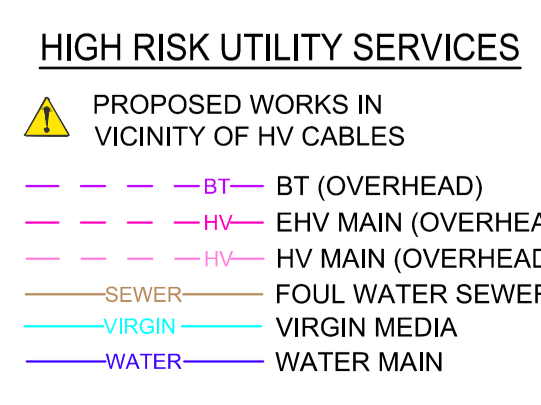 HIGH RISK UTILITY SERVICES
PROPOSED WORKS IN
VICINITY OF HV CABLES
BT BT (OVERHEAD)
HV EHV MAIN (OVERHEA
HV HV MAIN (OVERHEAD
SEWER FOUL WATER SEWER
VIRGIN VIRGIN MEDIA
WATER WATER MAIN